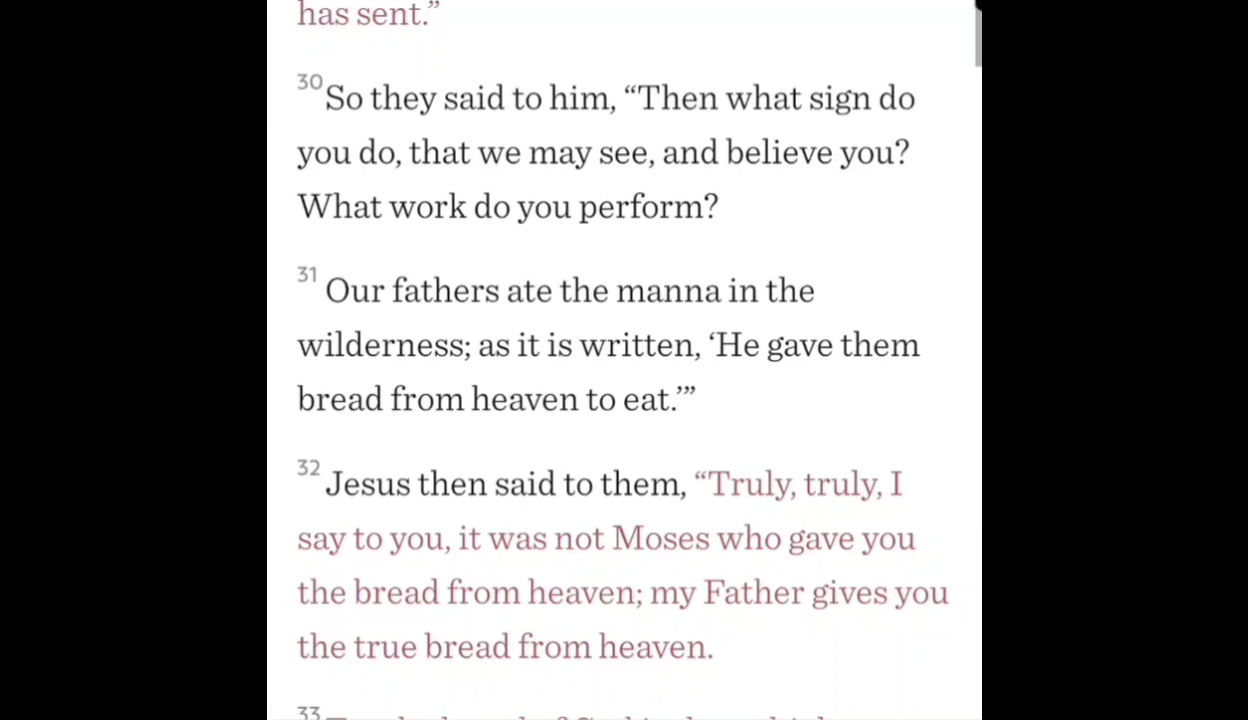 has sent.”
30 So they said to him, “Then what sign do
you do, that we may see, and believe you?
What work do you perform?
31 Our fathers ate the manna in the
wilderness; as it is written, ‘He gave them
bread from heaven to eat.’”
32 Jesus then said to them, “Truly, truly, I
say to you, it was not Moses who gave you
the bread from heaven; my Father gives you
the true bread from heaven.
33